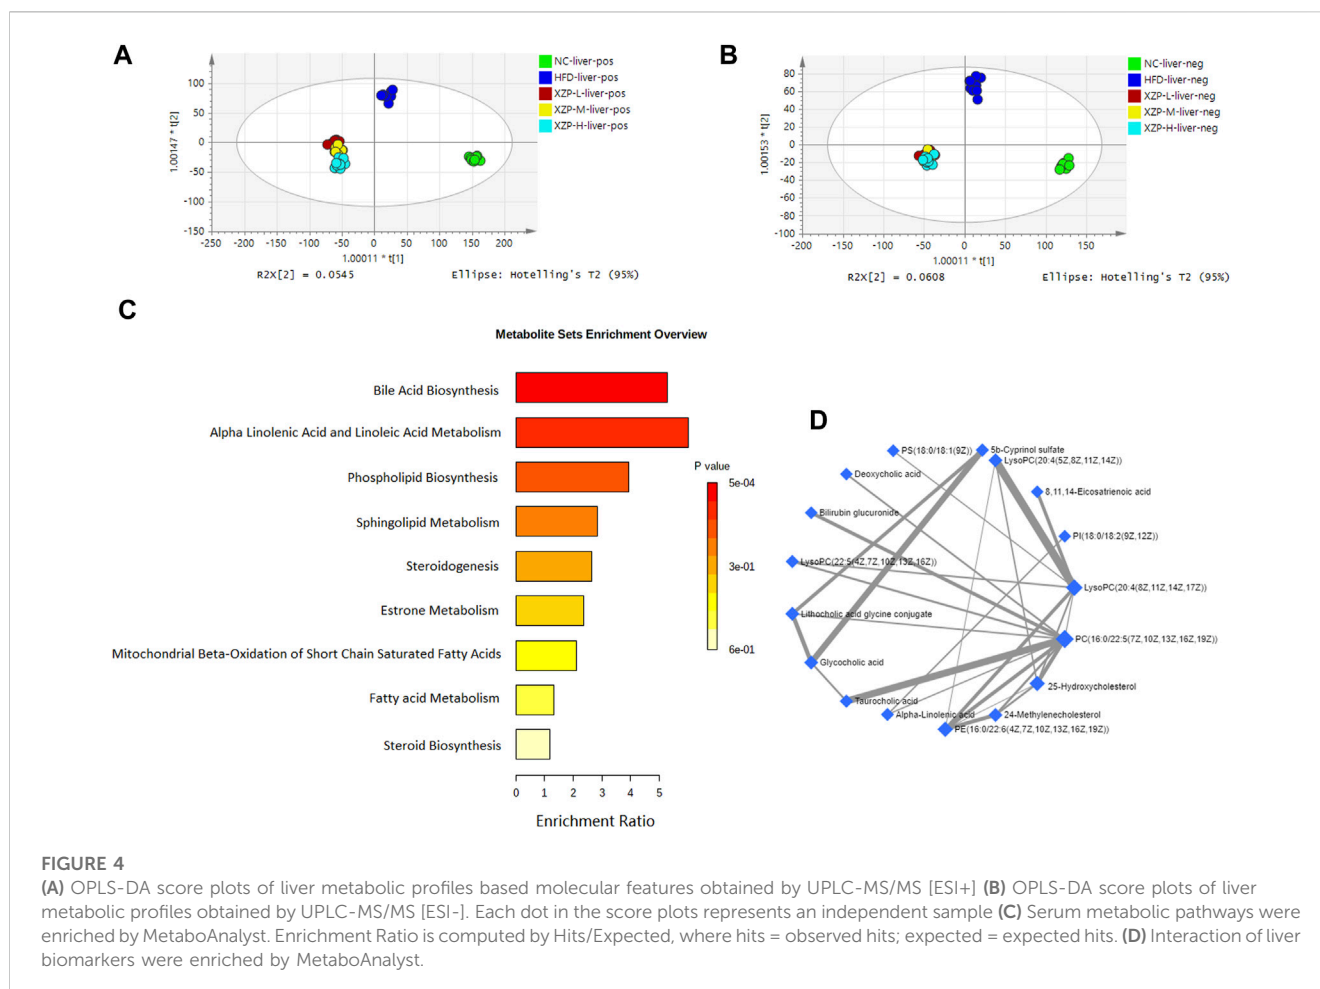 A
NC-liver-pos
HFD-liver-pos
XZP-L-liver-pos
XZP-M-liver-pos
XZP-H-liver-pos
1.00147 * t[2]
100
50
0
-50
-100
-150
-250 -200 -150 -100 -50 0 50 100 150 200
1.00011 * t[1]
R2X[2] = 0.0545 Ellipse: Hotelling's T2 (95%)
B
NC-liver-neg
HFD-liver-neg
XZP-L-liver-neg
XZP-M-liver-neg
XZP-H-liver-neg
1.00153 * t[2]
80
60
40
20
0
-20
-40
-60
-80
-100
-200 -150 -100 -50 0 50 100 150
1.00011 * t[1]
R2X[2] = 0.0608 Ellipse: Hotelling's T2 (95%)
C
Metabolite Sets Enrichment Overview
Bile Acid Biosynthesis
Alpha Linolenic Acid and Linoleic Acid Metabolism
Phospholipid Biosynthesis
Sphingolipid Metabolism
Steroidogenesis
Estrone Metabolism
Mitochondrial Beta-Oxidation of Short Chain Saturated Fatty Acids
Fatty acid Metabolism
Steroid Biosynthesis
0 1 2 3 4 5
Enrichment Ratio
P value
5e-04
3e-01
6e-01
D
PS(18:0/18:1(9Z))
5b-Cyprinol sulfate
LysoPC(20:4(5Z,8Z,11Z,14Z))
Deoxycholic acid
8,11,14-Eicosatrienoic acid
Bilirubin glucuronide
PI(18:0/18:2(9Z,12Z))
LysoPC(22:5(4Z,7Z,10Z,13Z,16Z))
LysoPC(20:4(8Z,11Z,14Z,17Z))
Lithocholic acid glycine conjugate
PC(16:0/22:5(7Z,10Z,13Z,16Z,19Z))
Glycocholic acid
25-Hydroxycholesterol
Taurocholic acid
Alpha-Linolenic acid
24-Methylenecholesterol
PE(16:0/22:6(4Z,7Z,10Z,13Z,16Z,19Z))
FIGURE 4
(A) OPLS-DA score plots of liver metabolic profiles based molecular features obtained by UPLC-MS/MS [ESI+] (B) OPLS-DA score plots of liver
metabolic profiles obtained by UPLC-MS/MS [ESI-]. Each dot in the score plots represents an independent sample (C) Serum metabolic pathways were
enriched by MetaboAnalyst. Enrichment Ratio is computed by Hits/Expected, where hits = observed hits; expected = expected hits. (D) Interaction of liver
biomarkers were enriched by MetaboAnalyst.